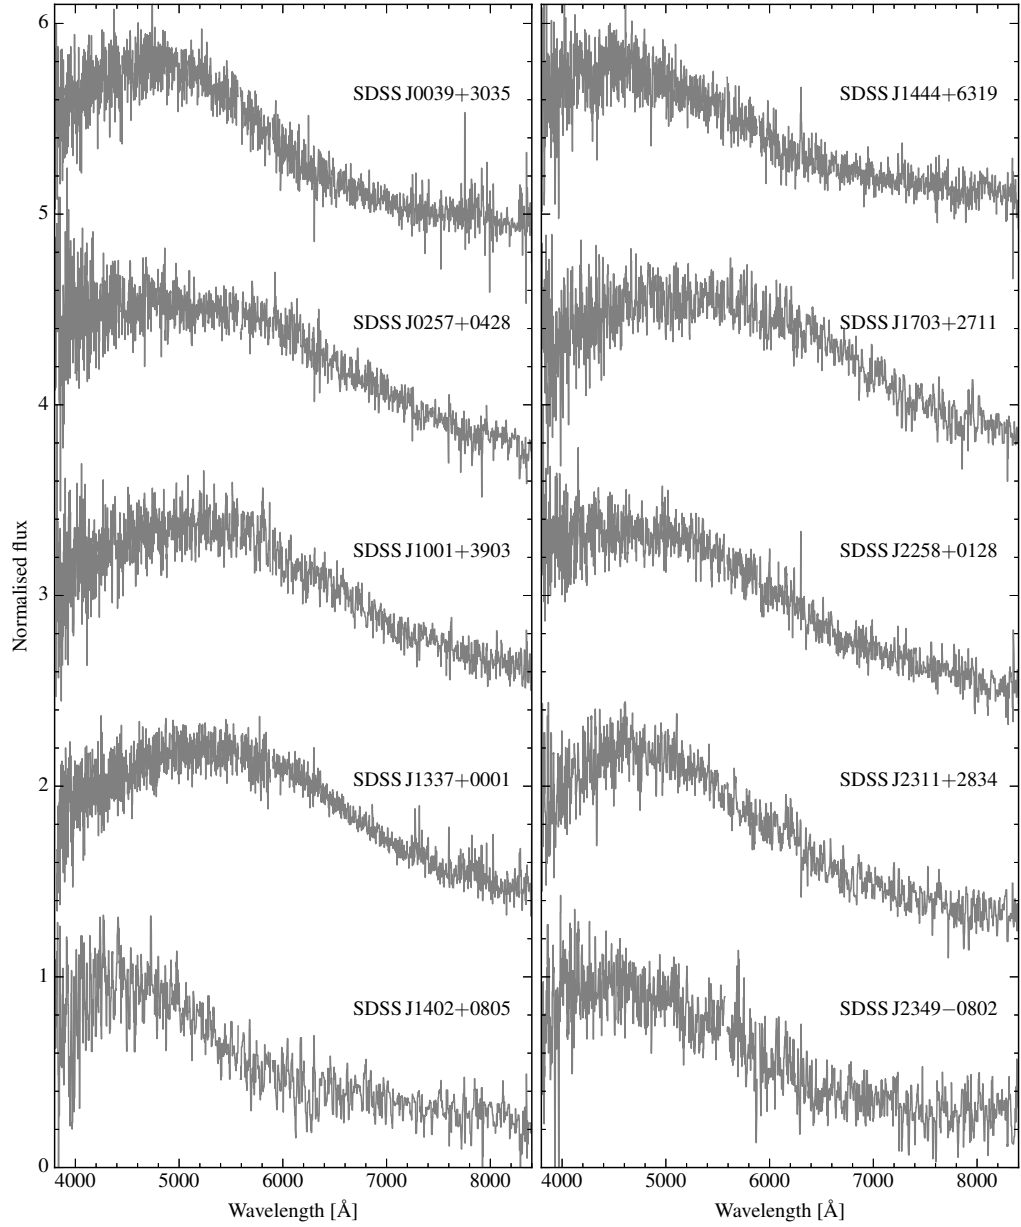 6
5
4
3
2
1
0
Normalised flux
SDSS J0039+3035
SDSS J0257+0428
SDSS J1001+3903
SDSS J1337+0001
SDSS J1402+0805
4000 5000 6000 7000 8000
Wavelength [Å]
SDSS J1444+6319
SDSS J1703+2711
SDSS J2258+0128
SDSS J2311+2834
SDSS J2349−0802
4000 5000 6000 7000 8000
Wavelength [Å]